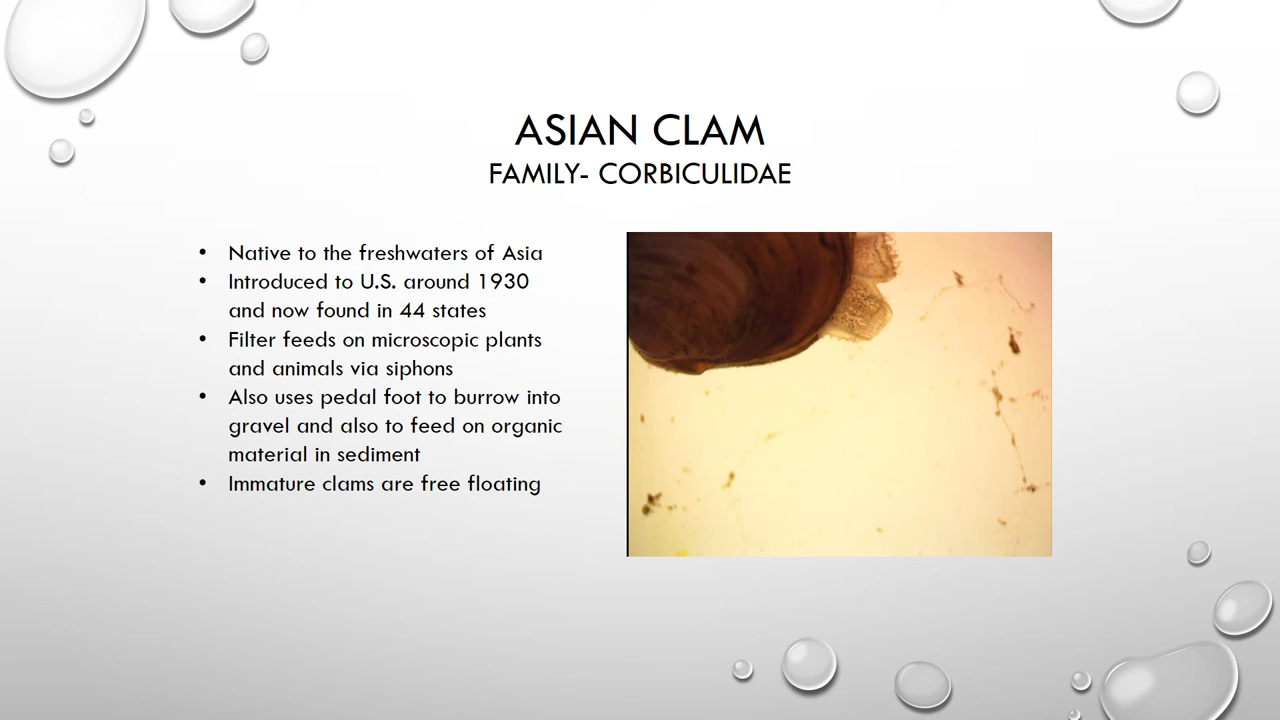 ASIAN CLAM
FAMILY- CORBICULIDAE
• Native to the freshwaters of Asia
• Introduced to U.S. around 1930
and now found in 44 states
• Filter feeds on microscopic plants
and animals via siphons
• Also uses pedal foot to burrow into
gravel and also to feed on organic
material in sediment
• Immature clams are free floating